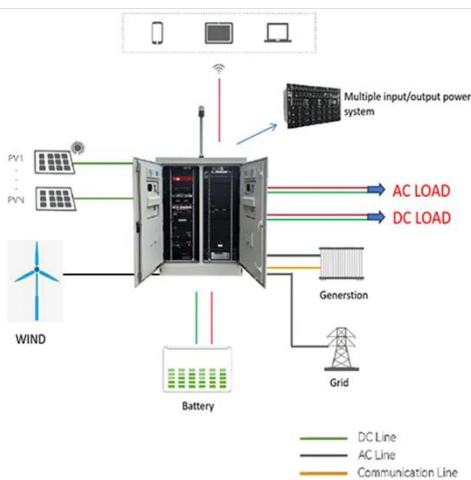 Multiple input/output power
system
PV1
PVN
AC LOAD
DC LOAD
WIND
Generstion
Grid
Battery
DC Line
AC Line
Communication Line